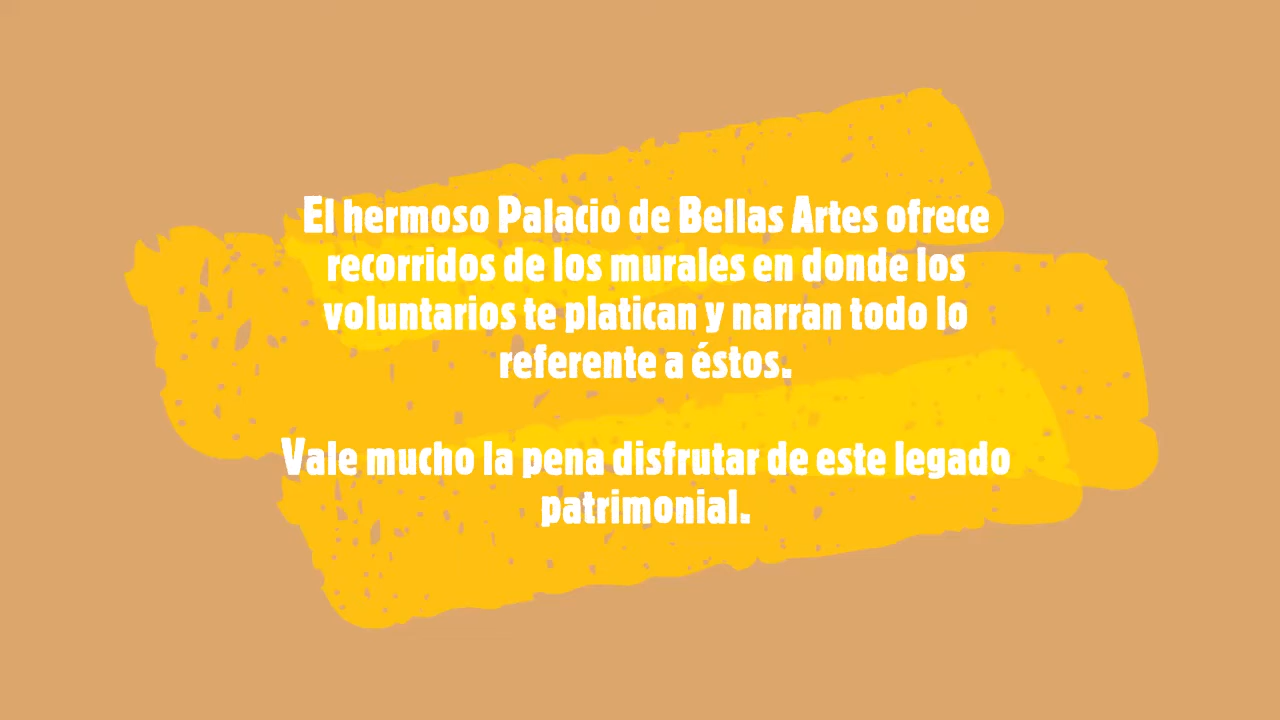 El hermoso Palacio de Bellas Artes ofrece
recorridos de los murales en donde los
voluntarios te platican y narran todo lo
referente a éstos.
Vale mucho la pena disfrutar de este legado
patrimonial.